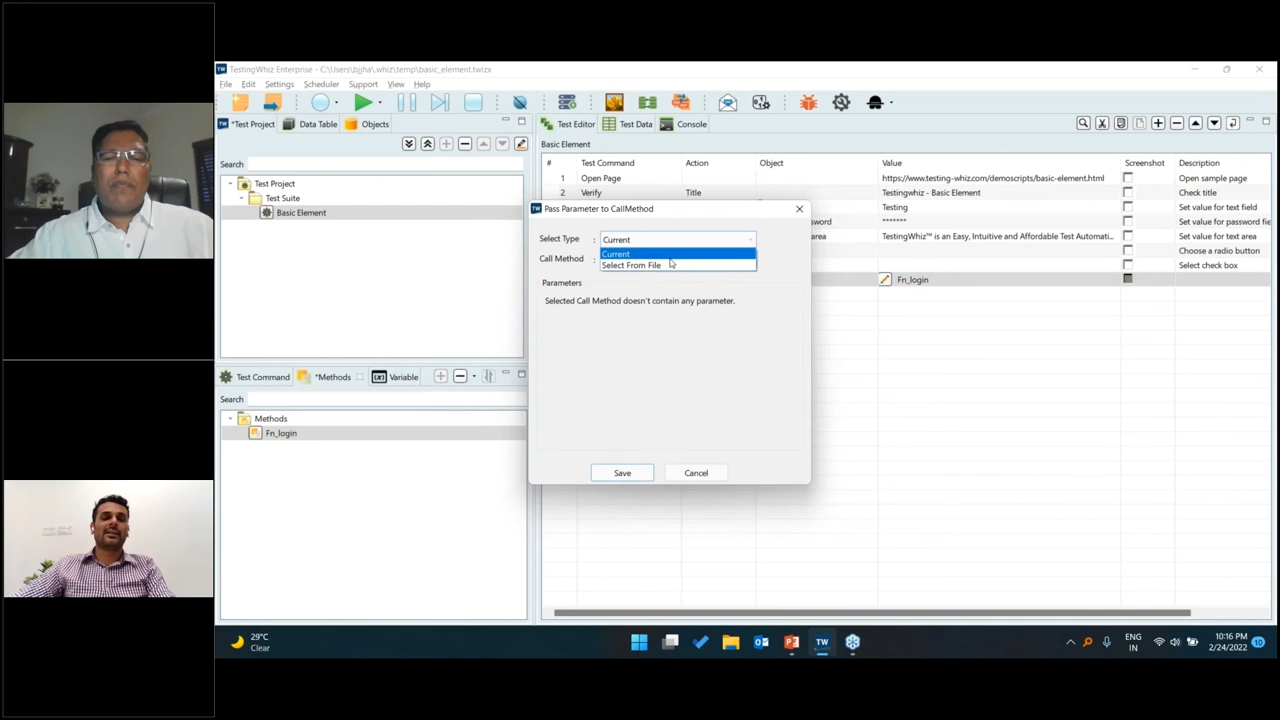 TW TestingWhiz Enterprise - C:\Users\bjjha\.whiz\temp\basic_element.twizx
File Edit Settings Scheduler Support View Help
TW *Test Project Data Table Objects
Search
Test Project
Test Suite
Basic Element
Test Command *Methods (x) Variable
Search
Methods
Fn_login
Test Editor Test Data Console
Basic Element
# Test Command Action Object Value Screenshot Description
1 Open Page https://www.testing-whiz.com/demoscripts/basic-element.html Open sample page
2 Verify Title Testingwhiz - Basic Element Check title
Testing Set value for text field
sword ******* Set value for password fie
area TestingWhiz™ is an Easy, Intuitive and Affordable Test Automati... Set value for text area
Choose a radio button
Select check box
Fn_login
TW Pass Parameter to CallMethod
Select Type : Current
Current
Select From File
Call Method :
Parameters
Selected Call Method doesn't contain any parameter.
Save Cancel
29°C
Clear
TW
ENG
IN
10:16 PM
2/24/2022
10